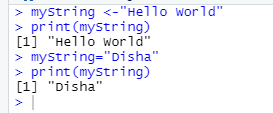 > myString <-"Hello World"
> print(myString)
[1] "Hello World"
> myString="Disha"
> print(myString)
[1] "Disha"
>